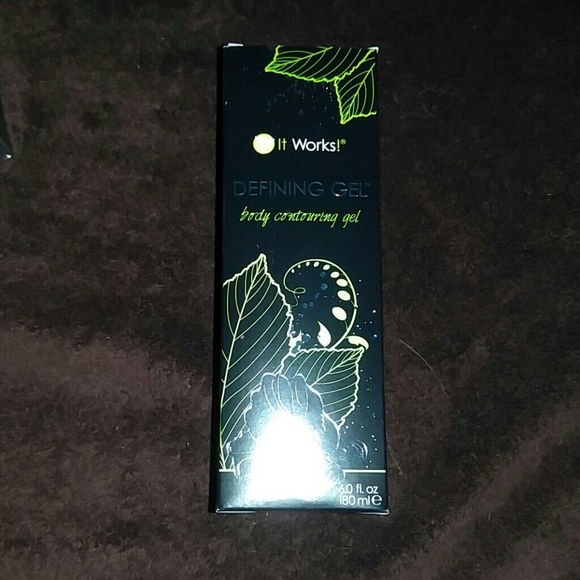 It Works!®
DEFINING GEL™
body contouring gel
6.0 fl. oz
180 ml e